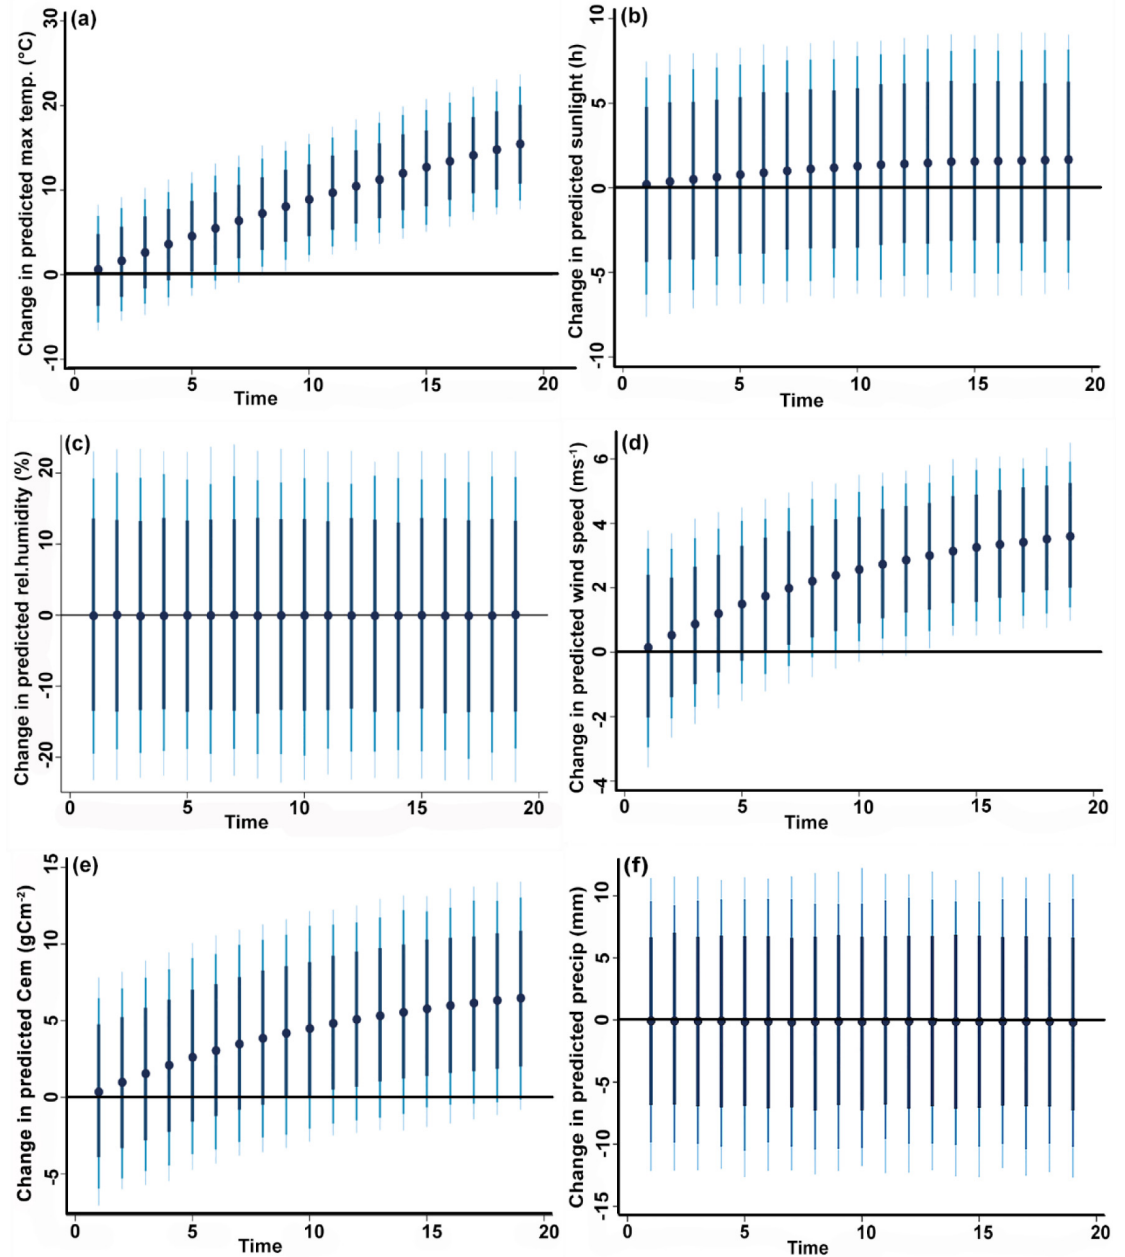 (a)
Change in predicted max temp. (°C)
30
20
10
0
-10
0 5 10 15 20
Time
(b)
Change in predicted sunlight (h)
10
5
0
-5
-10
0 5 10 15 20
Time
(c)
Change in predicted rel.humidity (%)
20
10
0
-10
-20
0 5 10 15 20
Time
(d)
Change in predicted wind speed (ms⁻¹)
6
4
2
0
-2
-4
0 5 10 15 20
Time
(e)
Change in predicted Cem (gCm⁻²)
15
10
5
0
-5
0 5 10 15 20
Time
(f)
Change in predicted precip (mm)
10
5
0
-5
-10
-15
0 5 10 15 20
Time